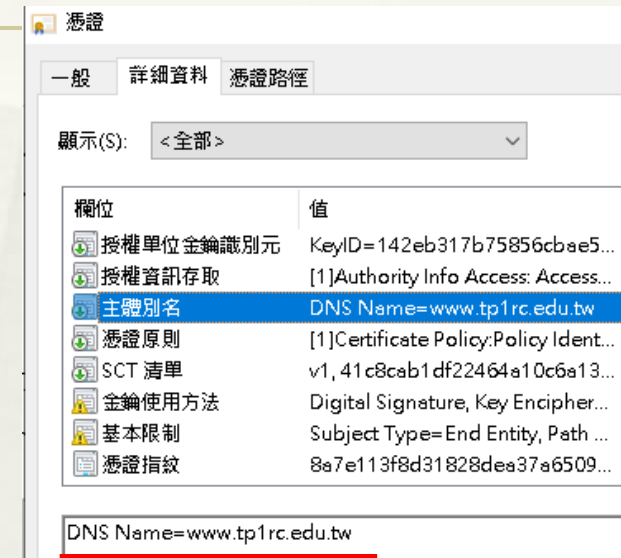 憑證
一般 詳細資料 憑證路徑
顯示(S): <全部>
欄位 值
授權單位金鑰識別元 KeyID=142eb317b75856cbae5...
授權資訊存取 [1]Authority Info Access: Access...
主體別名 DNS Name=www.tp1rc.edu.tw
憑證原則 [1]Certificate Policy:Policy Ident...
SCT 清單 v1, 41c8cab1df22464a10c6a13...
金鑰使用方法 Digital Signature, Key Encipher...
基本限制 Subject Type=End Entity, Path ...
憑證指紋 8a7e113f8d31828dea37a6509...
DNS Name=www.tp1rc.edu.tw